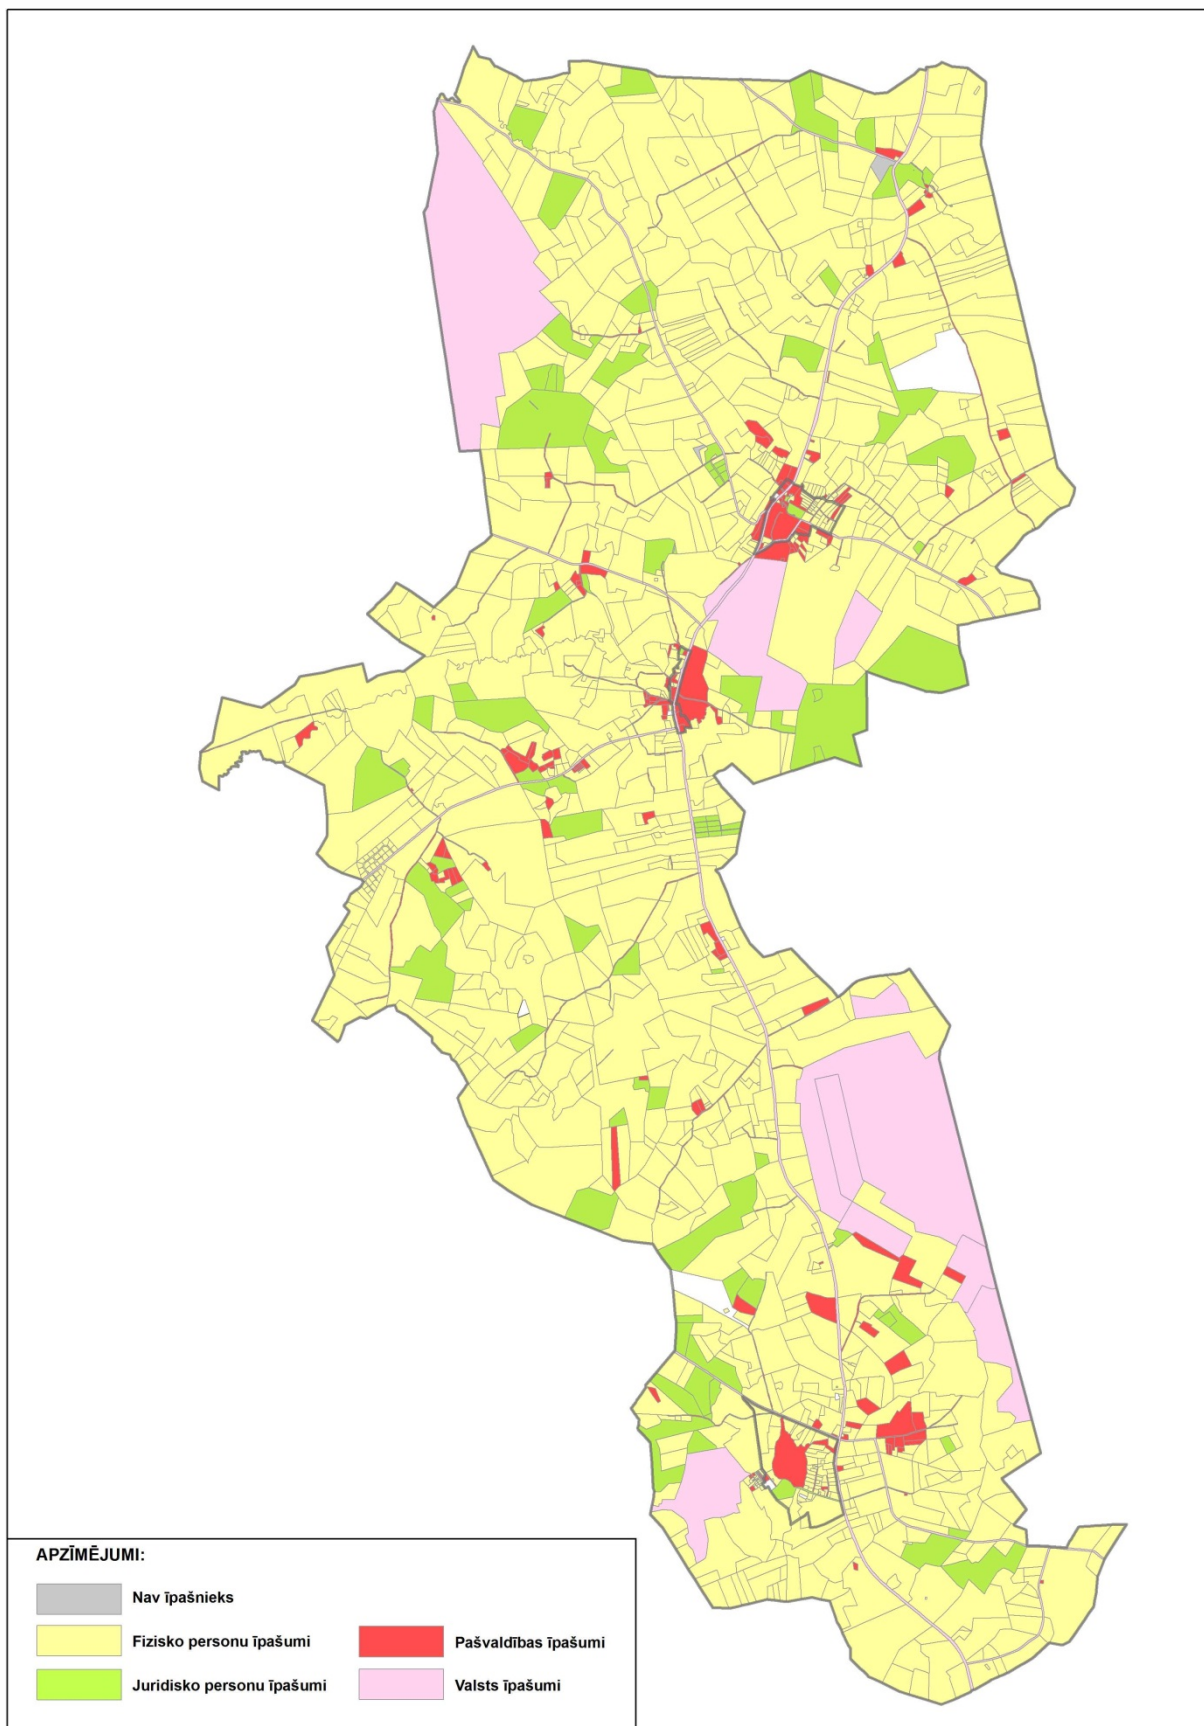 APZĪMĒJUMI:
Nav īpašnieks
Fizisko personu īpašumi
Pašvaldības īpašumi
Juridisko personu īpašumi
Valsts īpašumi